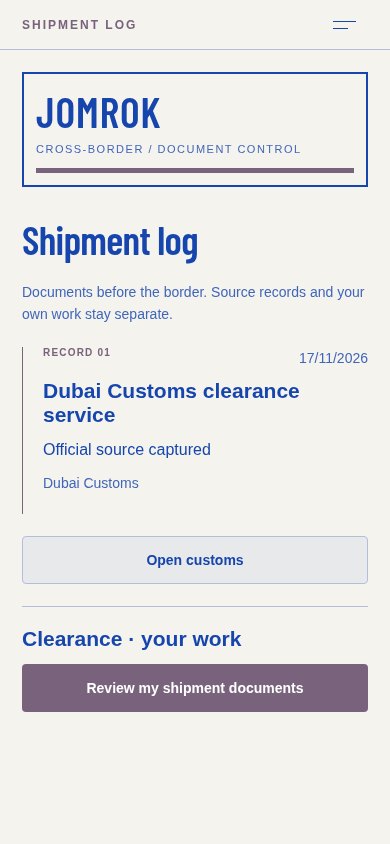 SHIPMENT LOG
JOMROK
CROSS-BORDER / DOCUMENT CONTROL
Shipment log
Documents before the border. Source records and your
own work stay separate.
RECORD 01
17/11/2026
Dubai Customs clearance
service
Official source captured
Dubai Customs
Open customs
Clearance · your work
Review my shipment documents